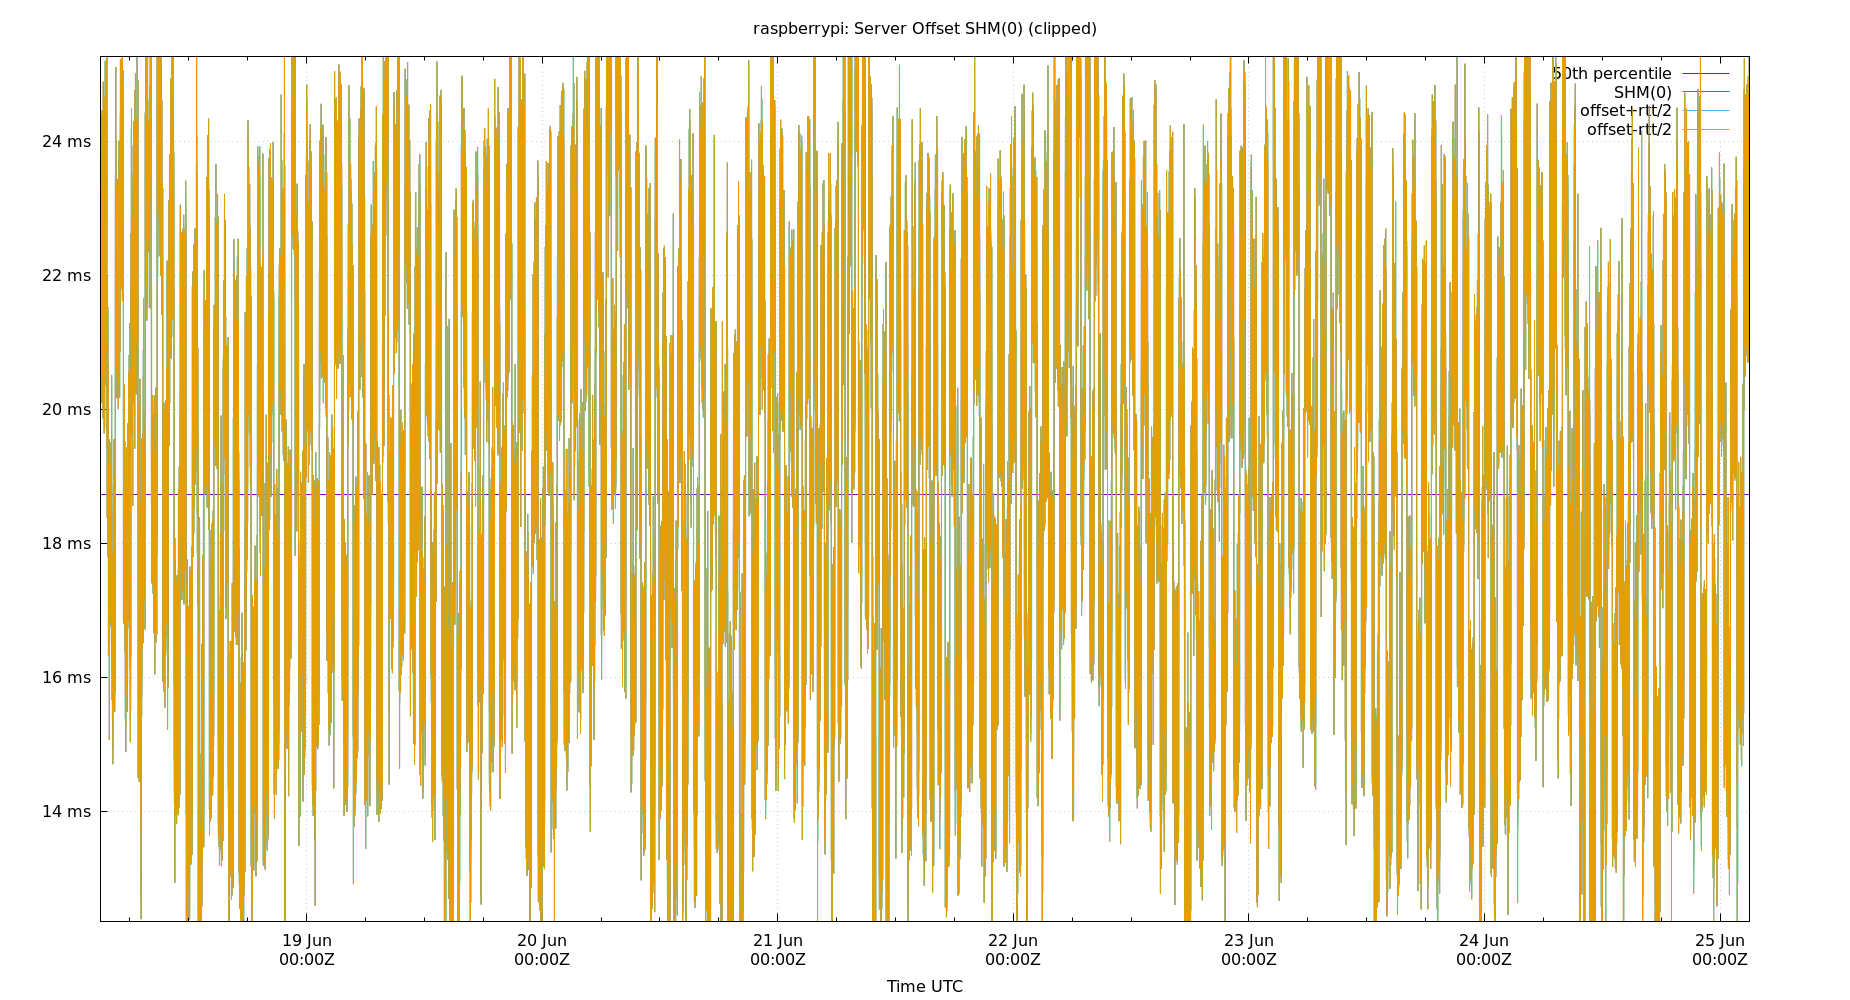 raspberrypi: Server Offset SHM(0) (clipped)
50th percentile
SHM(0)
offset+rtt/2
offset-rtt/2
24 ms
22 ms
20 ms
18 ms
16 ms
14 ms
19 Jun 20 Jun 21 Jun 22 Jun 23 Jun 24 Jun 25 Jun
00:00Z 00:00Z 00:00Z 00:00Z 00:00Z 00:00Z 00:00Z
Time UTC